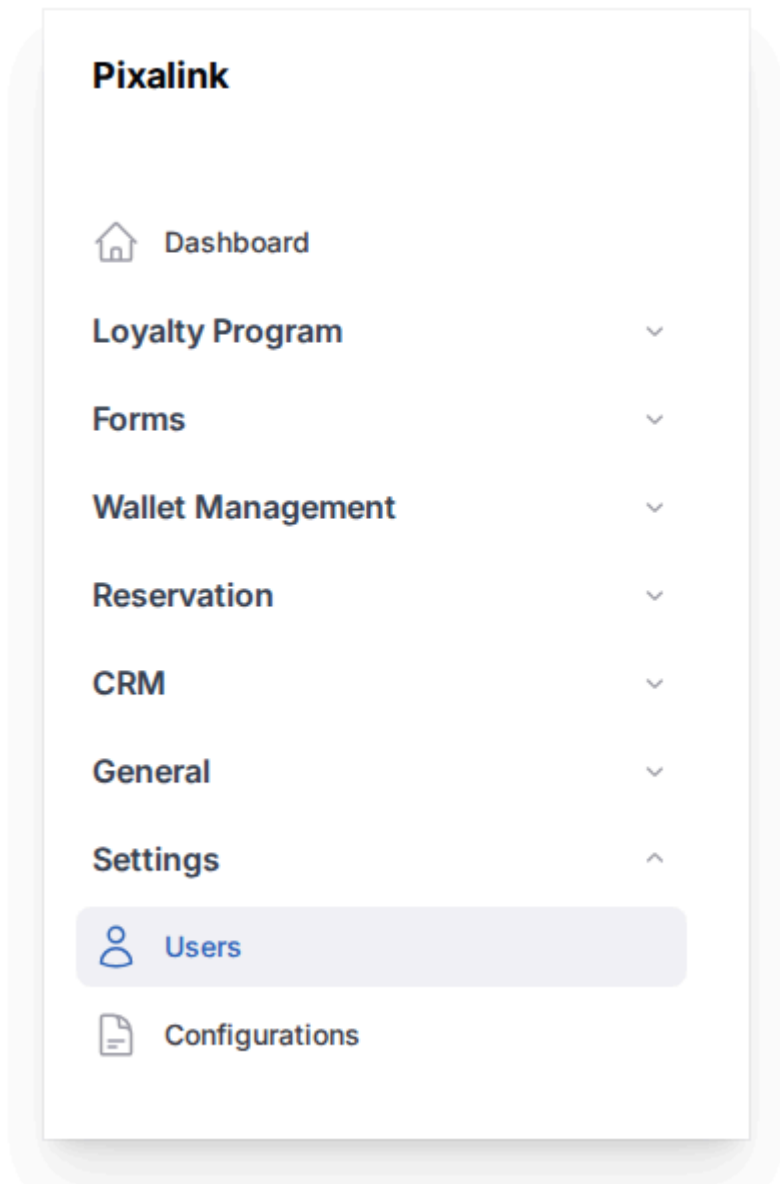 Pixalink
Dashboard
Loyalty Program
Forms
Wallet Management
Reservation
CRM
General
Settings
Users
Configurations